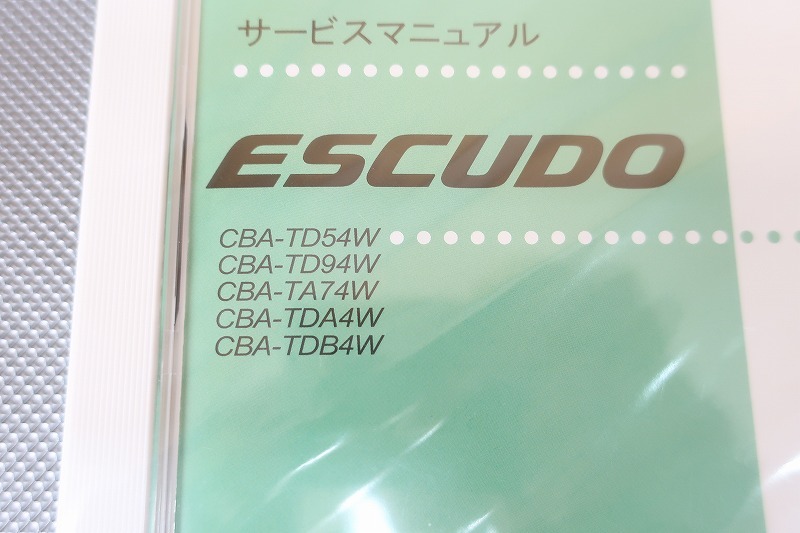 サービスマニュアル
ESCUDO
CBA-TD54W
CBA-TD94W
CBA-TA74W
CBA-TDA4W
CBA-TDB4W